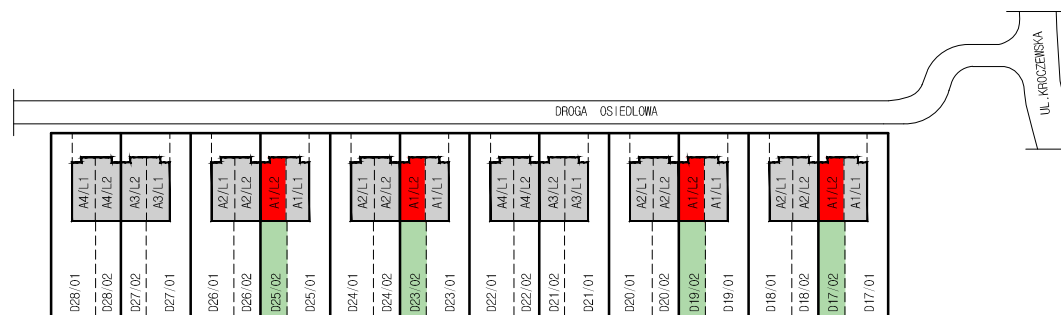 UL.KROCZEWSKA
DROGA OSIEDLOWA
A4/L1
A4/L2
A3/L2
A3/L1
A2/L1
A2/L2
A1/L2
A1/L1
A2/L1
A2/L2
A1/L2
A1/L1
A4/L1
A4/L2
A3/L2
A3/L1
A2/L1
A2/L2
A1/L2
A1/L1
A2/L1
A2/L2
A1/L2
A1/L1
D28/01
D28/02
D27/02
D27/01
D26/01
D26/02
D25/02
D25/01
D24/01
D24/02
D23/02
D23/01
D22/01
D22/02
D21/02
D21/01
D20/01
D20/02
D19/02
D19/01
D18/01
D18/02
D17/02
D17/01